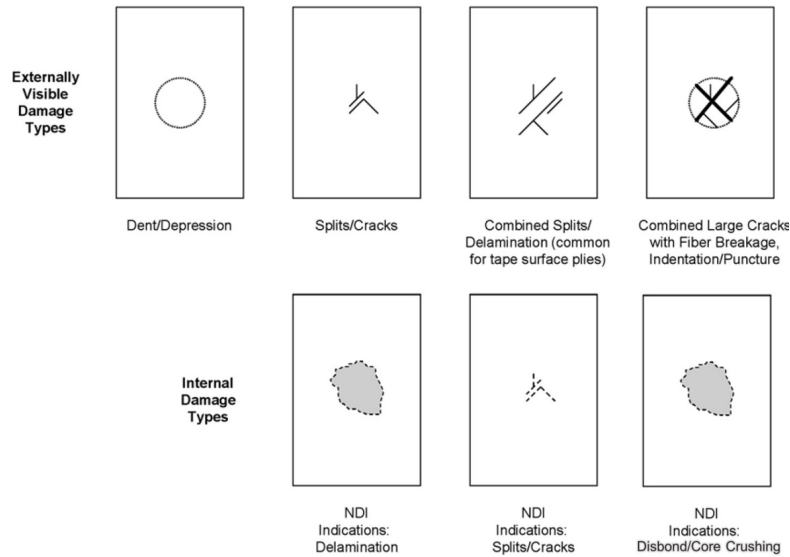 Externally
Visible
Damage
Types
Dent/Depression
Splits/Cracks
Combined Splits/
Delamination (common
for tape surface plies)
Combined Large Cracks
with Fiber Breakage,
Indentation/Puncture
Internal
Damage
Types
NDI
Indications:
Delamination
NDI
Indications:
Splits/Cracks
NDI
Indications:
Disbond/Core Crushing